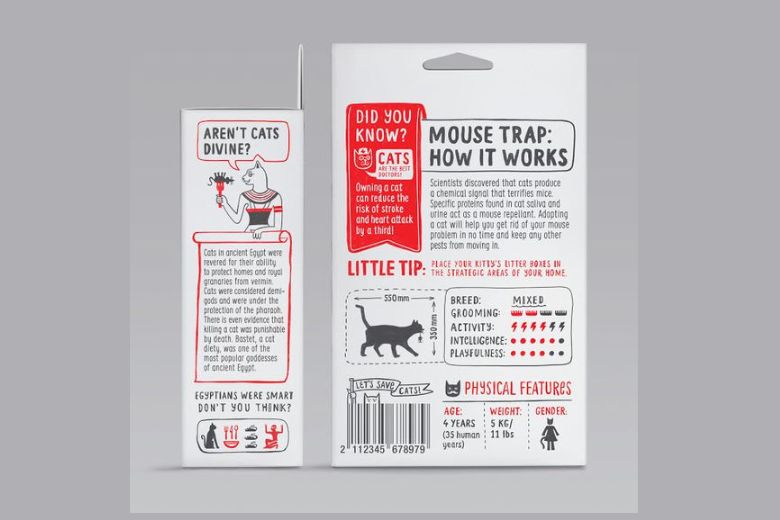 AREN'T CATS
DIVINE?
Cats in ancient Egypt were
revered for their ability
to protect homes and royal
granaries from vermin.
Cats were considered demi-
gods and were under the
protection of the pharaoh.
There is even evidence that
killing a cat was punishable
by death. Bastet, a cat
diety, was one of the
most popular goddesses
of ancient Egypt.
EGYPTIANS WERE SMART
DON'T YOU THINK?
DID YOU
KNOW?
CATS
ARE THE BEST
DOCTORS!
Owning a cat
can reduce the
risk of stroke
and heart attack
by a third!
MOUSE TRAP:
HOW IT WORKS
Scientists discovered that cats produce
a chemical signal that terrifies mice.
Specific proteins found in cat saliva and
urine act as a mouse repellant. Adopting
a cat will help you get rid of your mouse
problem in no time and keep any other
pests from moving in.
LITTLE TIP: PLACE YOUR KITTY'S LITTER BOXES IN
THE STRATEGIC AREAS OF YOUR HOME.
550mm
350mm
BREED: MIXED
GROOMING:
ACTIVITY:
INTELLIGENCE:
PLAYFULNESS:
LET'S SAVE CATS!
2 112345 678979
PHYSICAL FEATURES
AGE:
4 YEARS
(35 human
years)
WEIGHT:
5 KG/
11 lbs
GENDER: